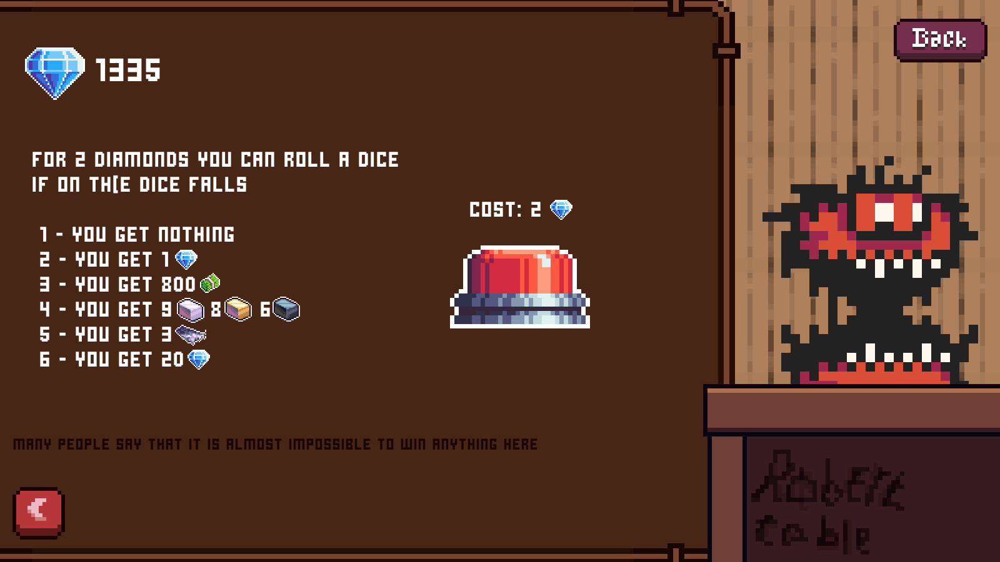 Back
1335
FOR 2 DIAMONDS YOU CAN ROLL A DICE
IF ON TH[E DICE FALLS
COST: 2
1 - YOU GET NOTHING
2 - YOU GET 1
3 - YOU GET 800
4 - YOU GET 9 8 6
5 - YOU GET 3
6 - YOU GET 20
MANY PEOPLE SAY THAT IT IS ALMOST IMPOSSIBLE TO WIN ANYTHING HERE
table